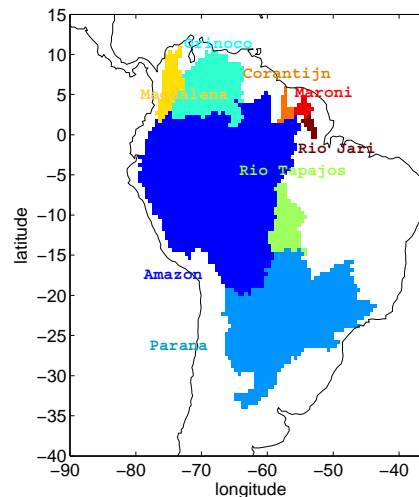 15
10
5
0
−5
−10
−15
−20
−25
−30
−35
−40
latitude
Orinoco
Corantijn
Magdalena
Maroni
Rio Jari
Rio Tapajos
Amazon
Parana
−90 −80 −70 −60 −50 −40
longitude